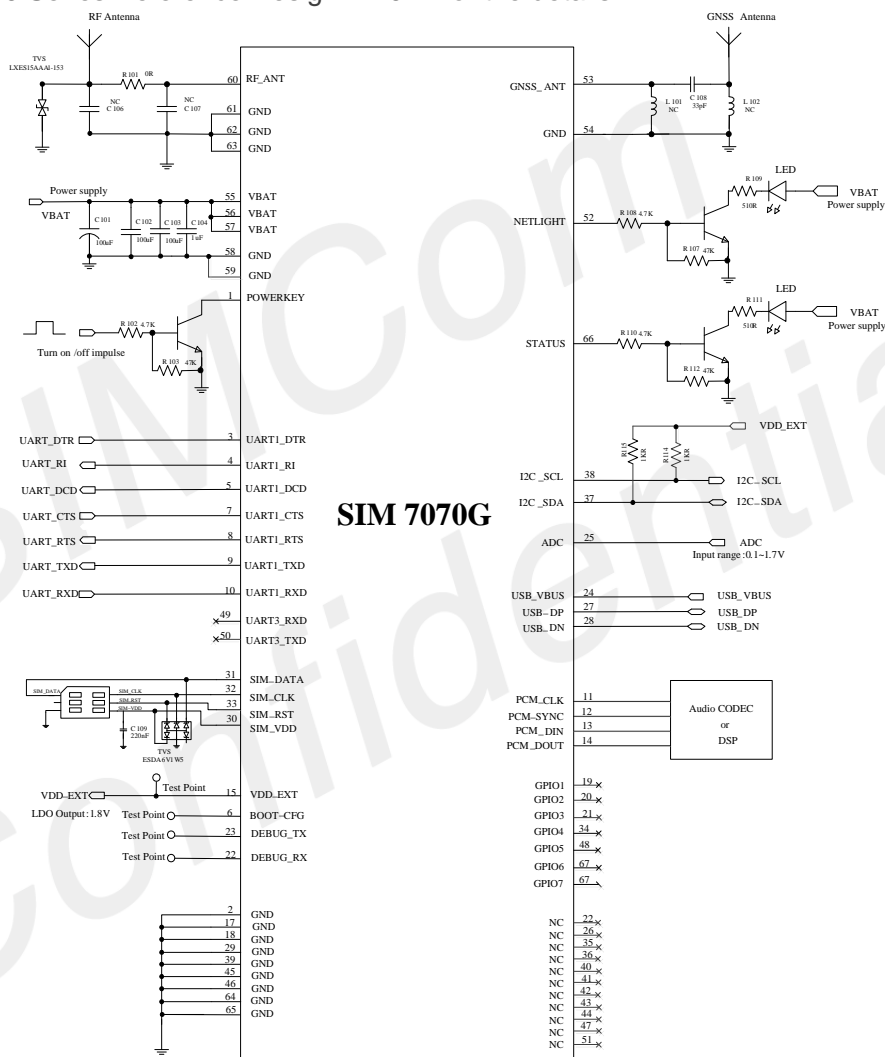 RF Antenna
GNSS Antenna
TVS
LXES15AAA1-153
R 101 0R
60 RF_ANT
NC
C 106
NC
C 107
61 GND
62 GND
63 GND
GNSS_ ANT 53
C 108
33pF
L 101
NC
L 102
NC
GND 54
Power supply
VBAT
C 101
100uF
C 102
100uF
C 103
100uF
C 104
1uF
55 VBAT
56 VBAT
57 VBAT
58 GND
59 GND
LED
R 109
510R
VBAT
Power supply
NETLIGHT 52
R 108 4.7K
R 107 47K
1 POWERKEY
R 102 4.7K
Turn on /off impulse
R 103 47K
LED
R 111
510R
VBAT
Power supply
STATUS 66
R 110 4.7K
R 112 47K
UART_DTR 3 UART1_DTR
UART_RI 4 UART1_RI
UART_DCD 5 UART1_DCD
UART_CTS 7 UART1_CTS
UART_RTS 8 UART1_RTS
UART_TXD 9 UART1_TXD
UART_RXD 10 UART1_RXD
49 UART3_RXD
50 UART3_TXD
SIM 7070G
VDD_EXT
R115
1KR
R114
1KR
I2C_SCL 38 I2C_SCL
I2C_SDA 37 I2C_SDA
ADC 25 ADC
Input range :0.1~1.7V
USB_VBUS 24 USB_VBUS
USB_DP 27 USB_DP
USB_DN 28 USB_ DN
31 SIM_DATA
32 SIM_CLK
33 SIM_RST
30 SIM_VDD
SIM_DATA
SIM_CLK
SIM_RST
SIM_VDD
C 109
220nF
TVS
ESDA6V1W5
PCM_CLK 11
PCM_SYNC 12
PCM_DIN 13
PCM_DOUT 14
Audio CODEC
or
DSP
Test Point
VDD_EXT 15 VDD_EXT
LDO Output:1.8V
Test Point 6 BOOT_CFG
Test Point 23 DEBUG_TX
Test Point 22 DEBUG_RX
GPIO1 19
GPIO2 20
GPIO3 21
GPIO4 34
GPIO5 48
GPIO6 67
GPIO7 67
2 GND
17 GND
18 GND
29 GND
39 GND
45 GND
46 GND
64 GND
65 GND
NC 22
NC 26
NC 35
NC 36
NC 40
NC 41
NC 42
NC 43
NC 44
NC 47
NC 51
SIMCom
Confidential